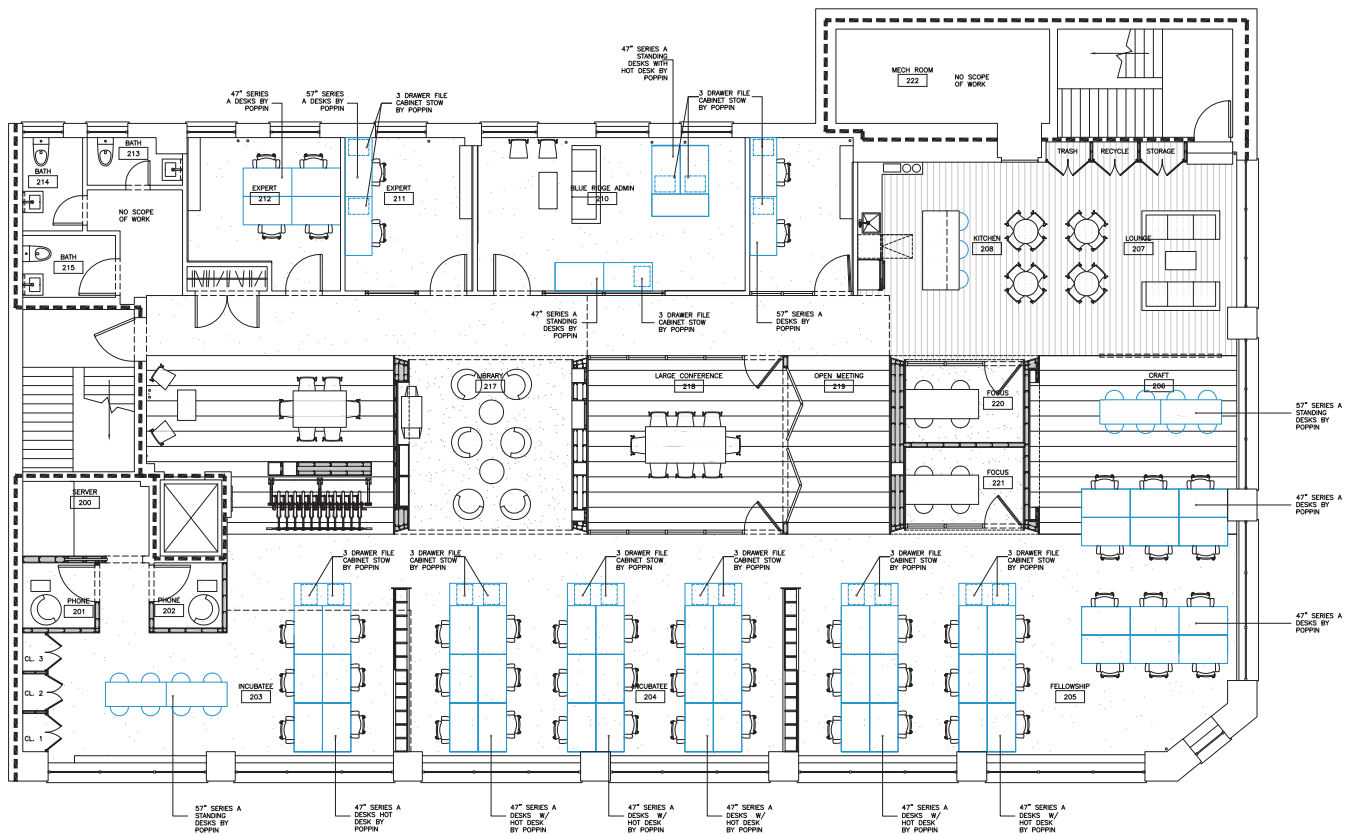 47" SERIES A
STANDING
DESKS WITH
HOT DESK BY
POPPIN
MECH ROOM
222
NO SCOPE
OF WORK
47" SERIES
A DESKS BY
POPPIN
57" SERIES
A DESKS BY
POPPIN
3 DRAWER FILE
CABINET STOW
BY POPPIN
3 DRAWER FILE
CABINET STOW
BY POPPIN
BATH
213
TRASH
RECYCLE
STORAGE
BATH
214
EXPERT
212
EXPERT
211
BLUE RIDGE ADMIN
210
NO SCOPE
OF WORK
KITCHEN
208
LOUNGE
207
BATH
215
47" SERIES A
STANDING
DESKS BY
POPPIN
3 DRAWER FILE
CABINET STOW
BY POPPIN
57" SERIES A
DESKS BY
POPPIN
LIBRARY
217
LARGE CONFERENCE
218
OPEN MEETING
219
FOCUS
220
CRAFT
206
57" SERIES A
STANDING
DESKS BY
POPPIN
FOCUS
221
SERVER
200
47" SERIES A
DESKS BY
POPPIN
3 DRAWER FILE
CABINET STOW
BY POPPIN
3 DRAWER FILE
CABINET STOW
BY POPPIN
3 DRAWER FILE
CABINET STOW
BY POPPIN
3 DRAWER FILE
CABINET STOW
BY POPPIN
3 DRAWER FILE
CABINET STOW
BY POPPIN
3 DRAWER FILE
CABINET STOW
BY POPPIN
PHONE
201
PHONE
202
47" SERIES A
DESKS BY
POPPIN
CL. 3
CL. 2
CL. 1
INCUBATEE
203
INCUBATEE
204
FELLOWSHIP
205
57" SERIES A
STANDING
DESKS BY
POPPIN
47" SERIES A
DESKS HOT
DESK BY
POPPIN
47" SERIES A
DESKS W/
HOT DESK
BY POPPIN
47" SERIES A
DESKS W/
HOT DESK
BY POPPIN
47" SERIES A
DESKS W/
HOT DESK
BY POPPIN
47" SERIES A
DESKS W/
HOT DESK
BY POPPIN
47" SERIES A
DESKS W/
HOT DESK
BY POPPIN